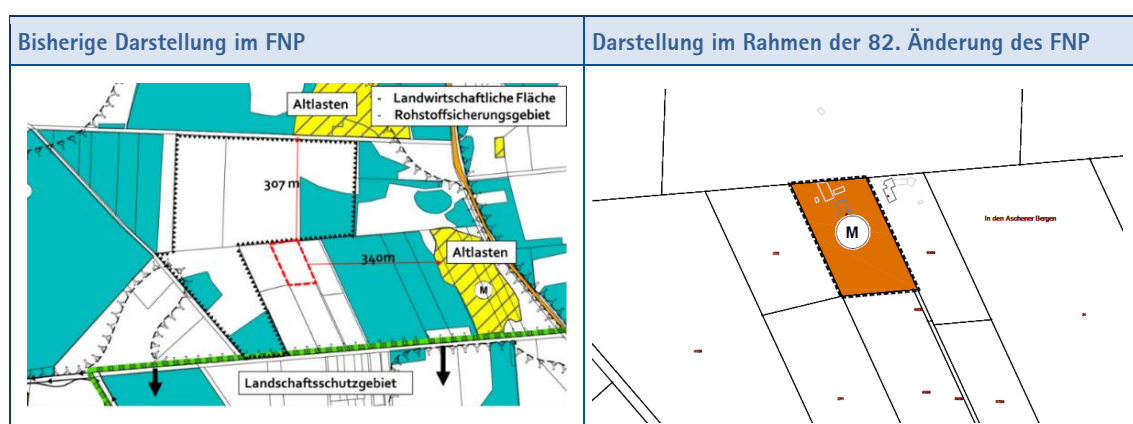 Bisherige Darstellung im FNP
Darstellung im Rahmen der 82. Änderung des FNP
Altlasten
- Landwirtschaftliche Fläche
- Rohstoffsicherungsgebiet
307 m
340m
Altlasten
M
Landschaftsschutzgebiet
M
In den Aschener Bergen